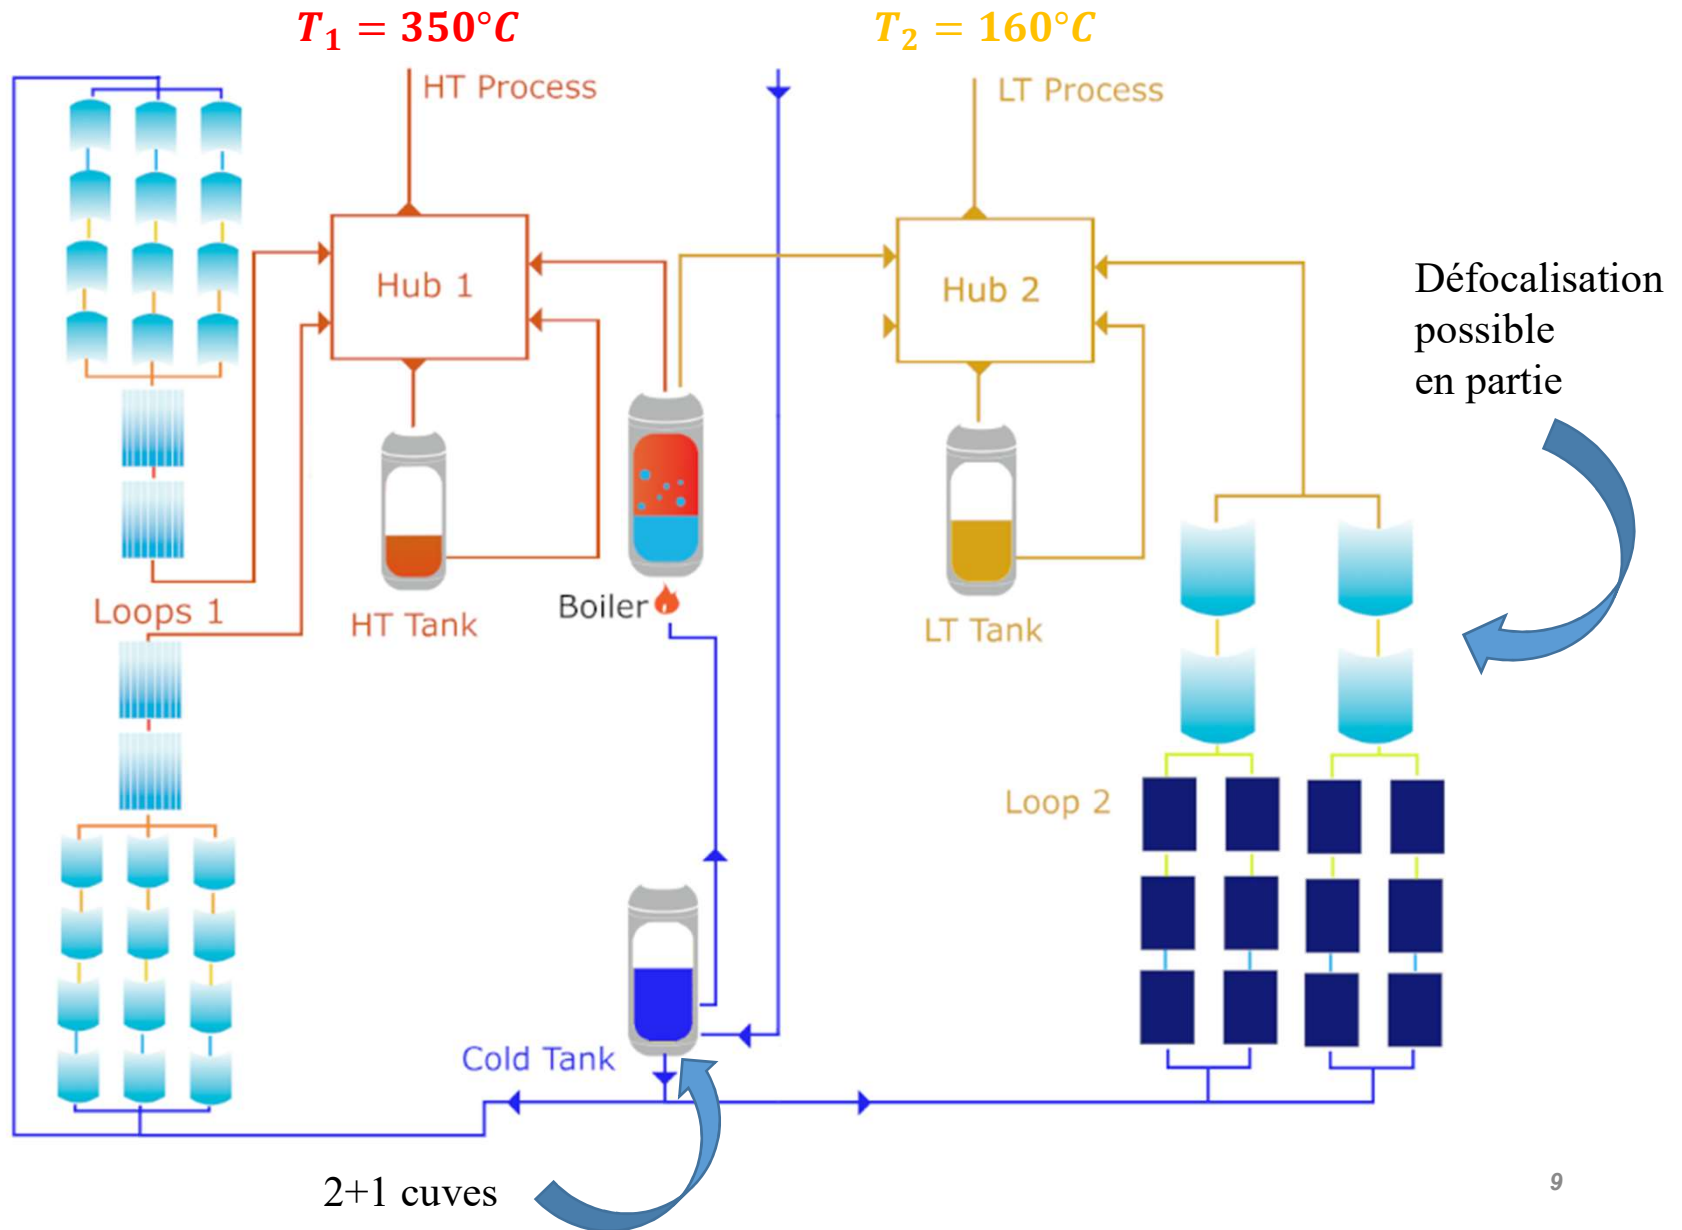 T₁ = 350°C
T₂ = 160°C
HT Process
LT Process
Hub 1
Hub 2
Défocalisation
possible
en partie
Loops 1
HT Tank
Boiler
LT Tank
Loop 2
Cold Tank
2+1 cuves
9